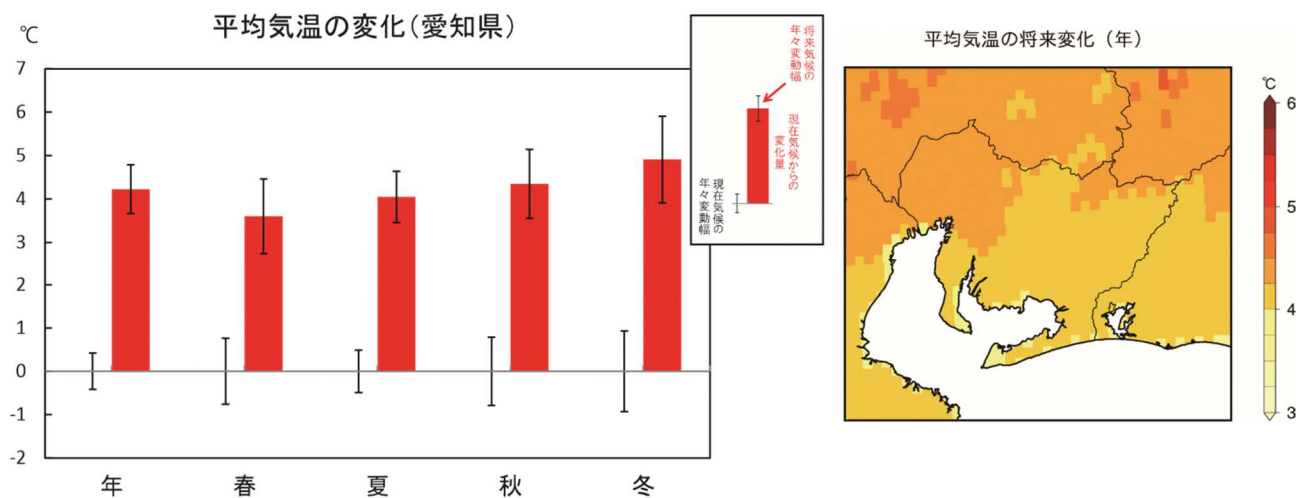 平均気温の変化(愛知県)
℃
7
6
5
4
3
2
1
0
-1
-2
年
春
夏
秋
冬
将来気候の
年々変動幅
現在気候からの
変化量
現在気候の
年々変動幅
平均気温の将来変化(年)
℃
6
5
4
3